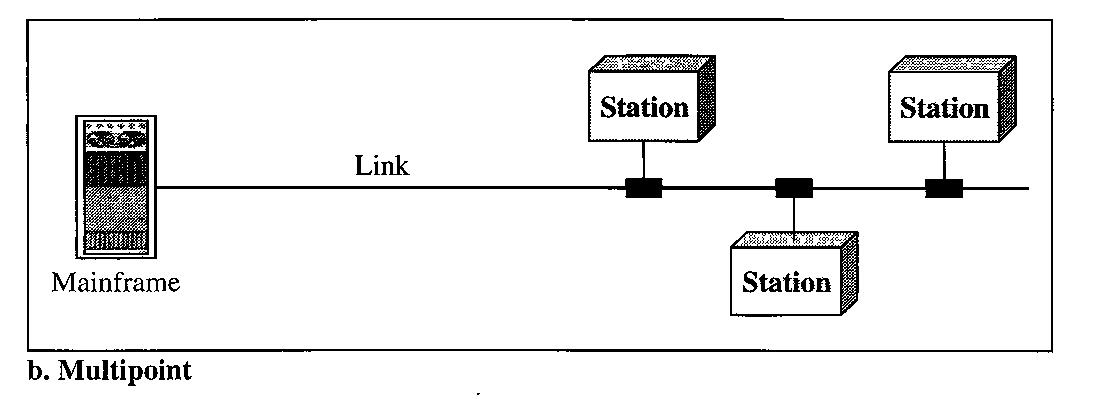 Station
Station
Link
Mainframe
Station
b. Multipoint